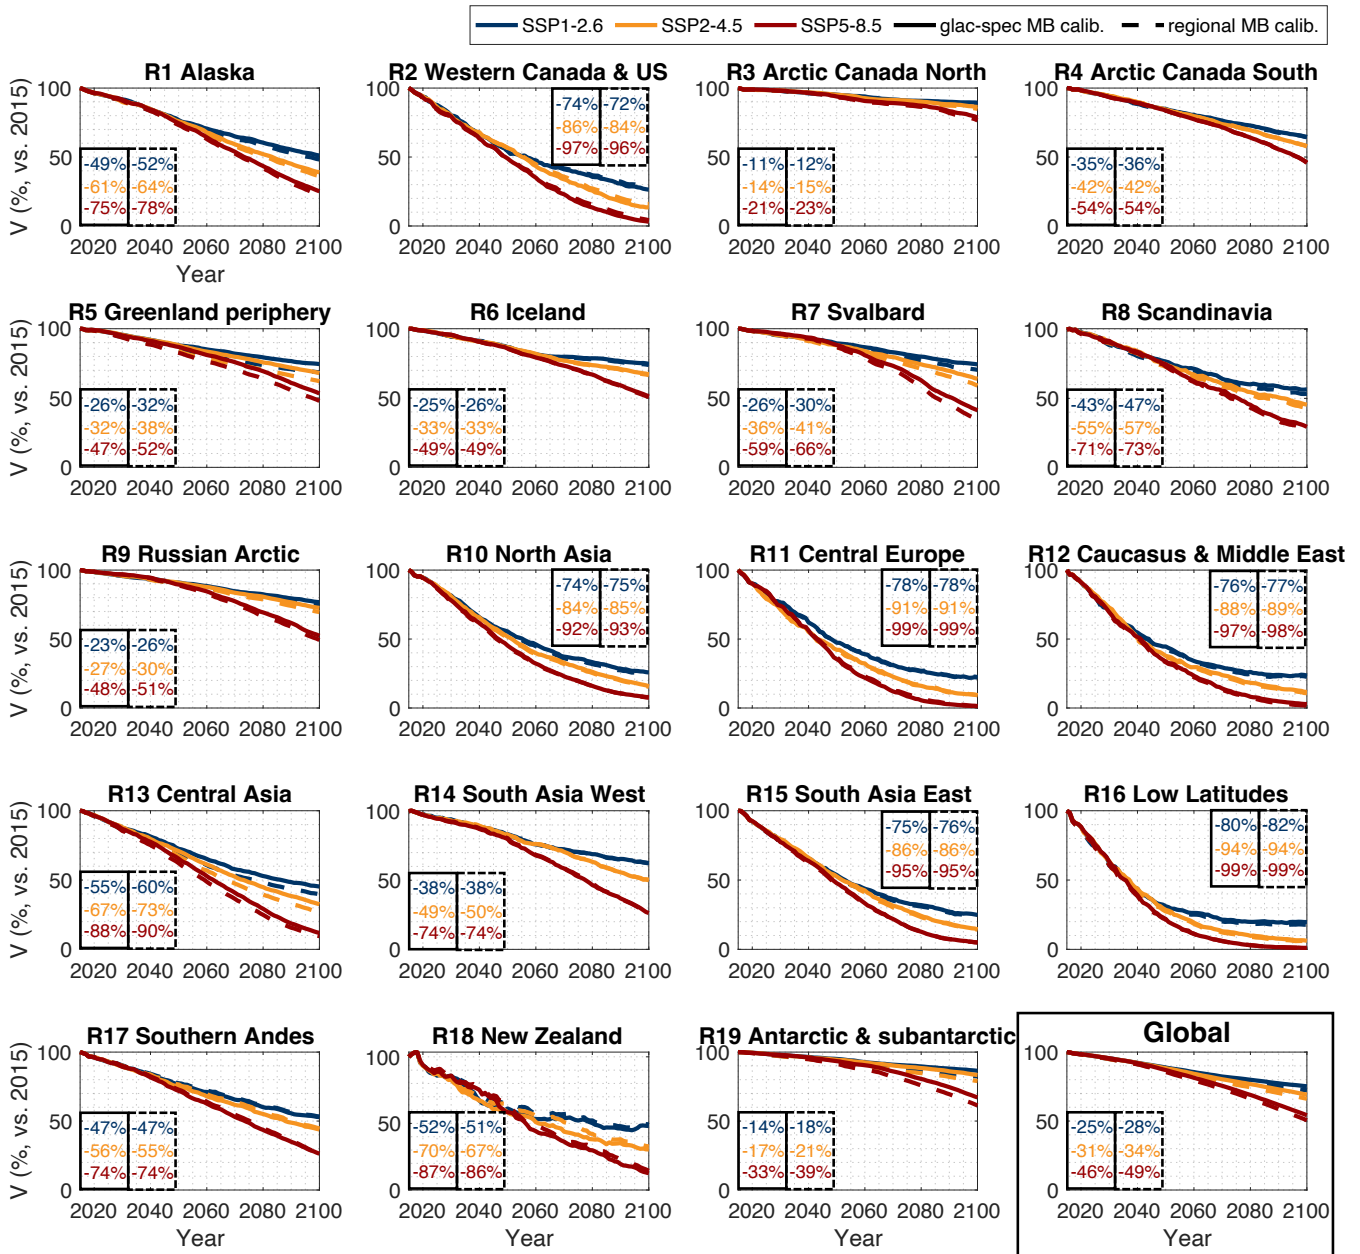 SSP1-2.6 SSP2-4.5 SSP5-8.5 glac-spec MB calib. regional MB calib.
R1 Alaska
V (%, vs. 2015)
100
50
0
-49% -52%
-61% -64%
-75% -78%
2020 2040 2060 2080 2100
Year
R2 Western Canada & US
100
50
0
-74% -72%
-86% -84%
-97% -96%
2020 2040 2060 2080 2100
R3 Arctic Canada North
100
50
0
-11% -12%
-14% -15%
-21% -23%
2020 2040 2060 2080 2100
R4 Arctic Canada South
100
50
0
-35% -36%
-42% -42%
-54% -54%
2020 2040 2060 2080 2100
R5 Greenland periphery
V (%, vs. 2015)
100
50
0
-26% -32%
-32% -38%
-47% -52%
2020 2040 2060 2080 2100
R6 Iceland
100
50
0
-25% -26%
-33% -33%
-49% -49%
2020 2040 2060 2080 2100
R7 Svalbard
100
50
0
-26% -30%
-36% -41%
-59% -66%
2020 2040 2060 2080 2100
R8 Scandinavia
100
50
0
-43% -47%
-55% -57%
-71% -73%
2020 2040 2060 2080 2100
R9 Russian Arctic
V (%, vs. 2015)
100
50
0
-23% -26%
-27% -30%
-48% -51%
2020 2040 2060 2080 2100
R10 North Asia
100
50
0
-74% -75%
-84% -85%
-92% -93%
2020 2040 2060 2080 2100
R11 Central Europe
100
50
0
-78% -78%
-91% -91%
-99% -99%
2020 2040 2060 2080 2100
R12 Caucasus & Middle East
100
50
0
-76% -77%
-88% -89%
-97% -98%
2020 2040 2060 2080 2100
R13 Central Asia
V (%, vs. 2015)
100
50
0
-55% -60%
-67% -73%
-88% -90%
2020 2040 2060 2080 2100
R14 South Asia West
100
50
0
-38% -38%
-49% -50%
-74% -74%
2020 2040 2060 2080 2100
R15 South Asia East
100
50
0
-75% -76%
-86% -86%
-95% -95%
2020 2040 2060 2080 2100
R16 Low Latitudes
100
50
0
-80% -82%
-94% -94%
-99% -99%
2020 2040 2060 2080 2100
R17 Southern Andes
V (%, vs. 2015)
100
50
0
-47% -47%
-56% -55%
-74% -74%
2020 2040 2060 2080 2100
Year
R18 New Zealand
100
50
0
-52% -51%
-70% -67%
-87% -86%
2020 2040 2060 2080 2100
Year
R19 Antarctic & subantarctic
100
50
0
-14% -18%
-17% -21%
-33% -39%
2020 2040 2060 2080 2100
Year
Global
100
50
0
-25% -28%
-31% -34%
-46% -49%
2020 2040 2060 2080 2100
Year